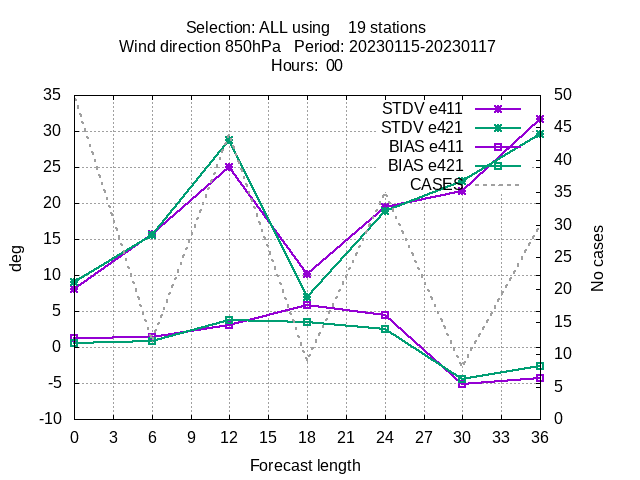 Selection: ALL using 19 stations
Wind direction 850hPa Period: 20230115-20230117
Hours: 00
35
30
25
20
15
10
5
0
-5
-10
deg
STDV e411
STDV e421
BIAS e411
BIAS e421
CASES
50
45
40
35
30
25
20
15
10
5
0
No cases
0 3 6 9 12 15 18 21 24 27 30 33 36
Forecast length